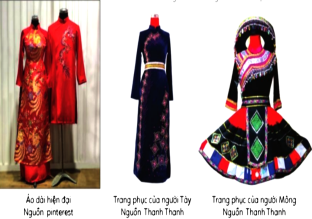 Áo dài hiện đại
Nguồn pinterest
Trang phục của người Tày
Nguồn Thanh Thanh
Trang phục của người Mông
Nguồn Thanh Thanh